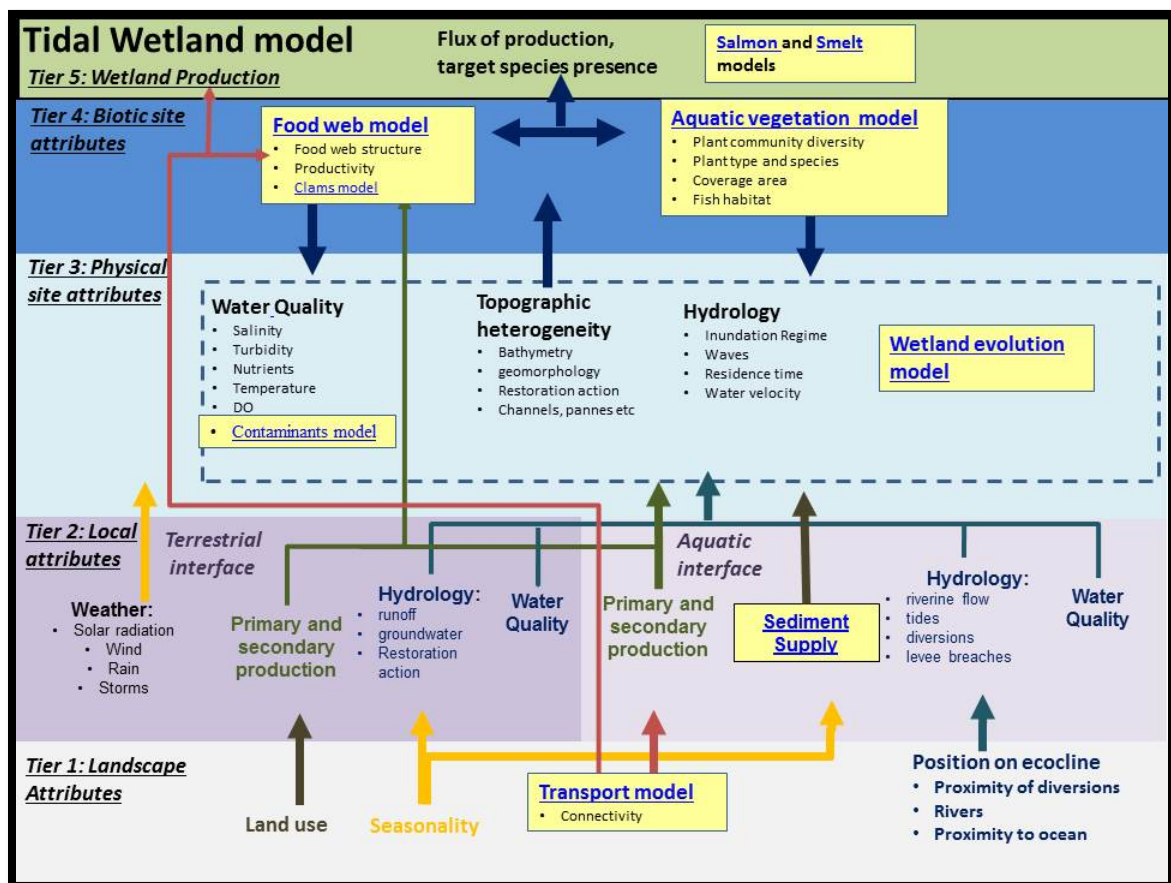 Tidal Wetland model
Tier 5: Wetland Production
Flux of production,
target species presence
Salmon and Smelt
models
Tier 4: Biotic site
attributes
Food web model
• Food web structure
• Productivity
• Clams model
Aquatic vegetation model
• Plant community diversity
• Plant type and species
• Coverage area
• Fish habitat
Tier 3: Physical
site attributes
Water Quality
• Salinity
• Turbidity
• Nutrients
• Temperature
• DO
• Contaminants model
Topographic
heterogeneity
• Bathymetry
• geomorphology
• Restoration action
• Channels, pannes etc
Hydrology
• Inundation Regime
• Waves
• Residence time
• Water velocity
Wetland evolution
model
Tier 2: Local
attributes
Terrestrial
interface
Aquatic
interface
Weather:
• Solar radiation
• Wind
• Rain
• Storms
Primary and
secondary
production
Hydrology:
• runoff
• groundwater
• Restoration
action
Water
Quality
Primary and
secondary
production
Sediment
Supply
Hydrology:
• riverine flow
• tides
• diversions
• levee breaches
Water
Quality
Tier 1: Landscape
Attributes
Land use
Seasonality
Transport model
• Connectivity
Position on ecocline
• Proximity of diversions
• Rivers
• Proximity to ocean